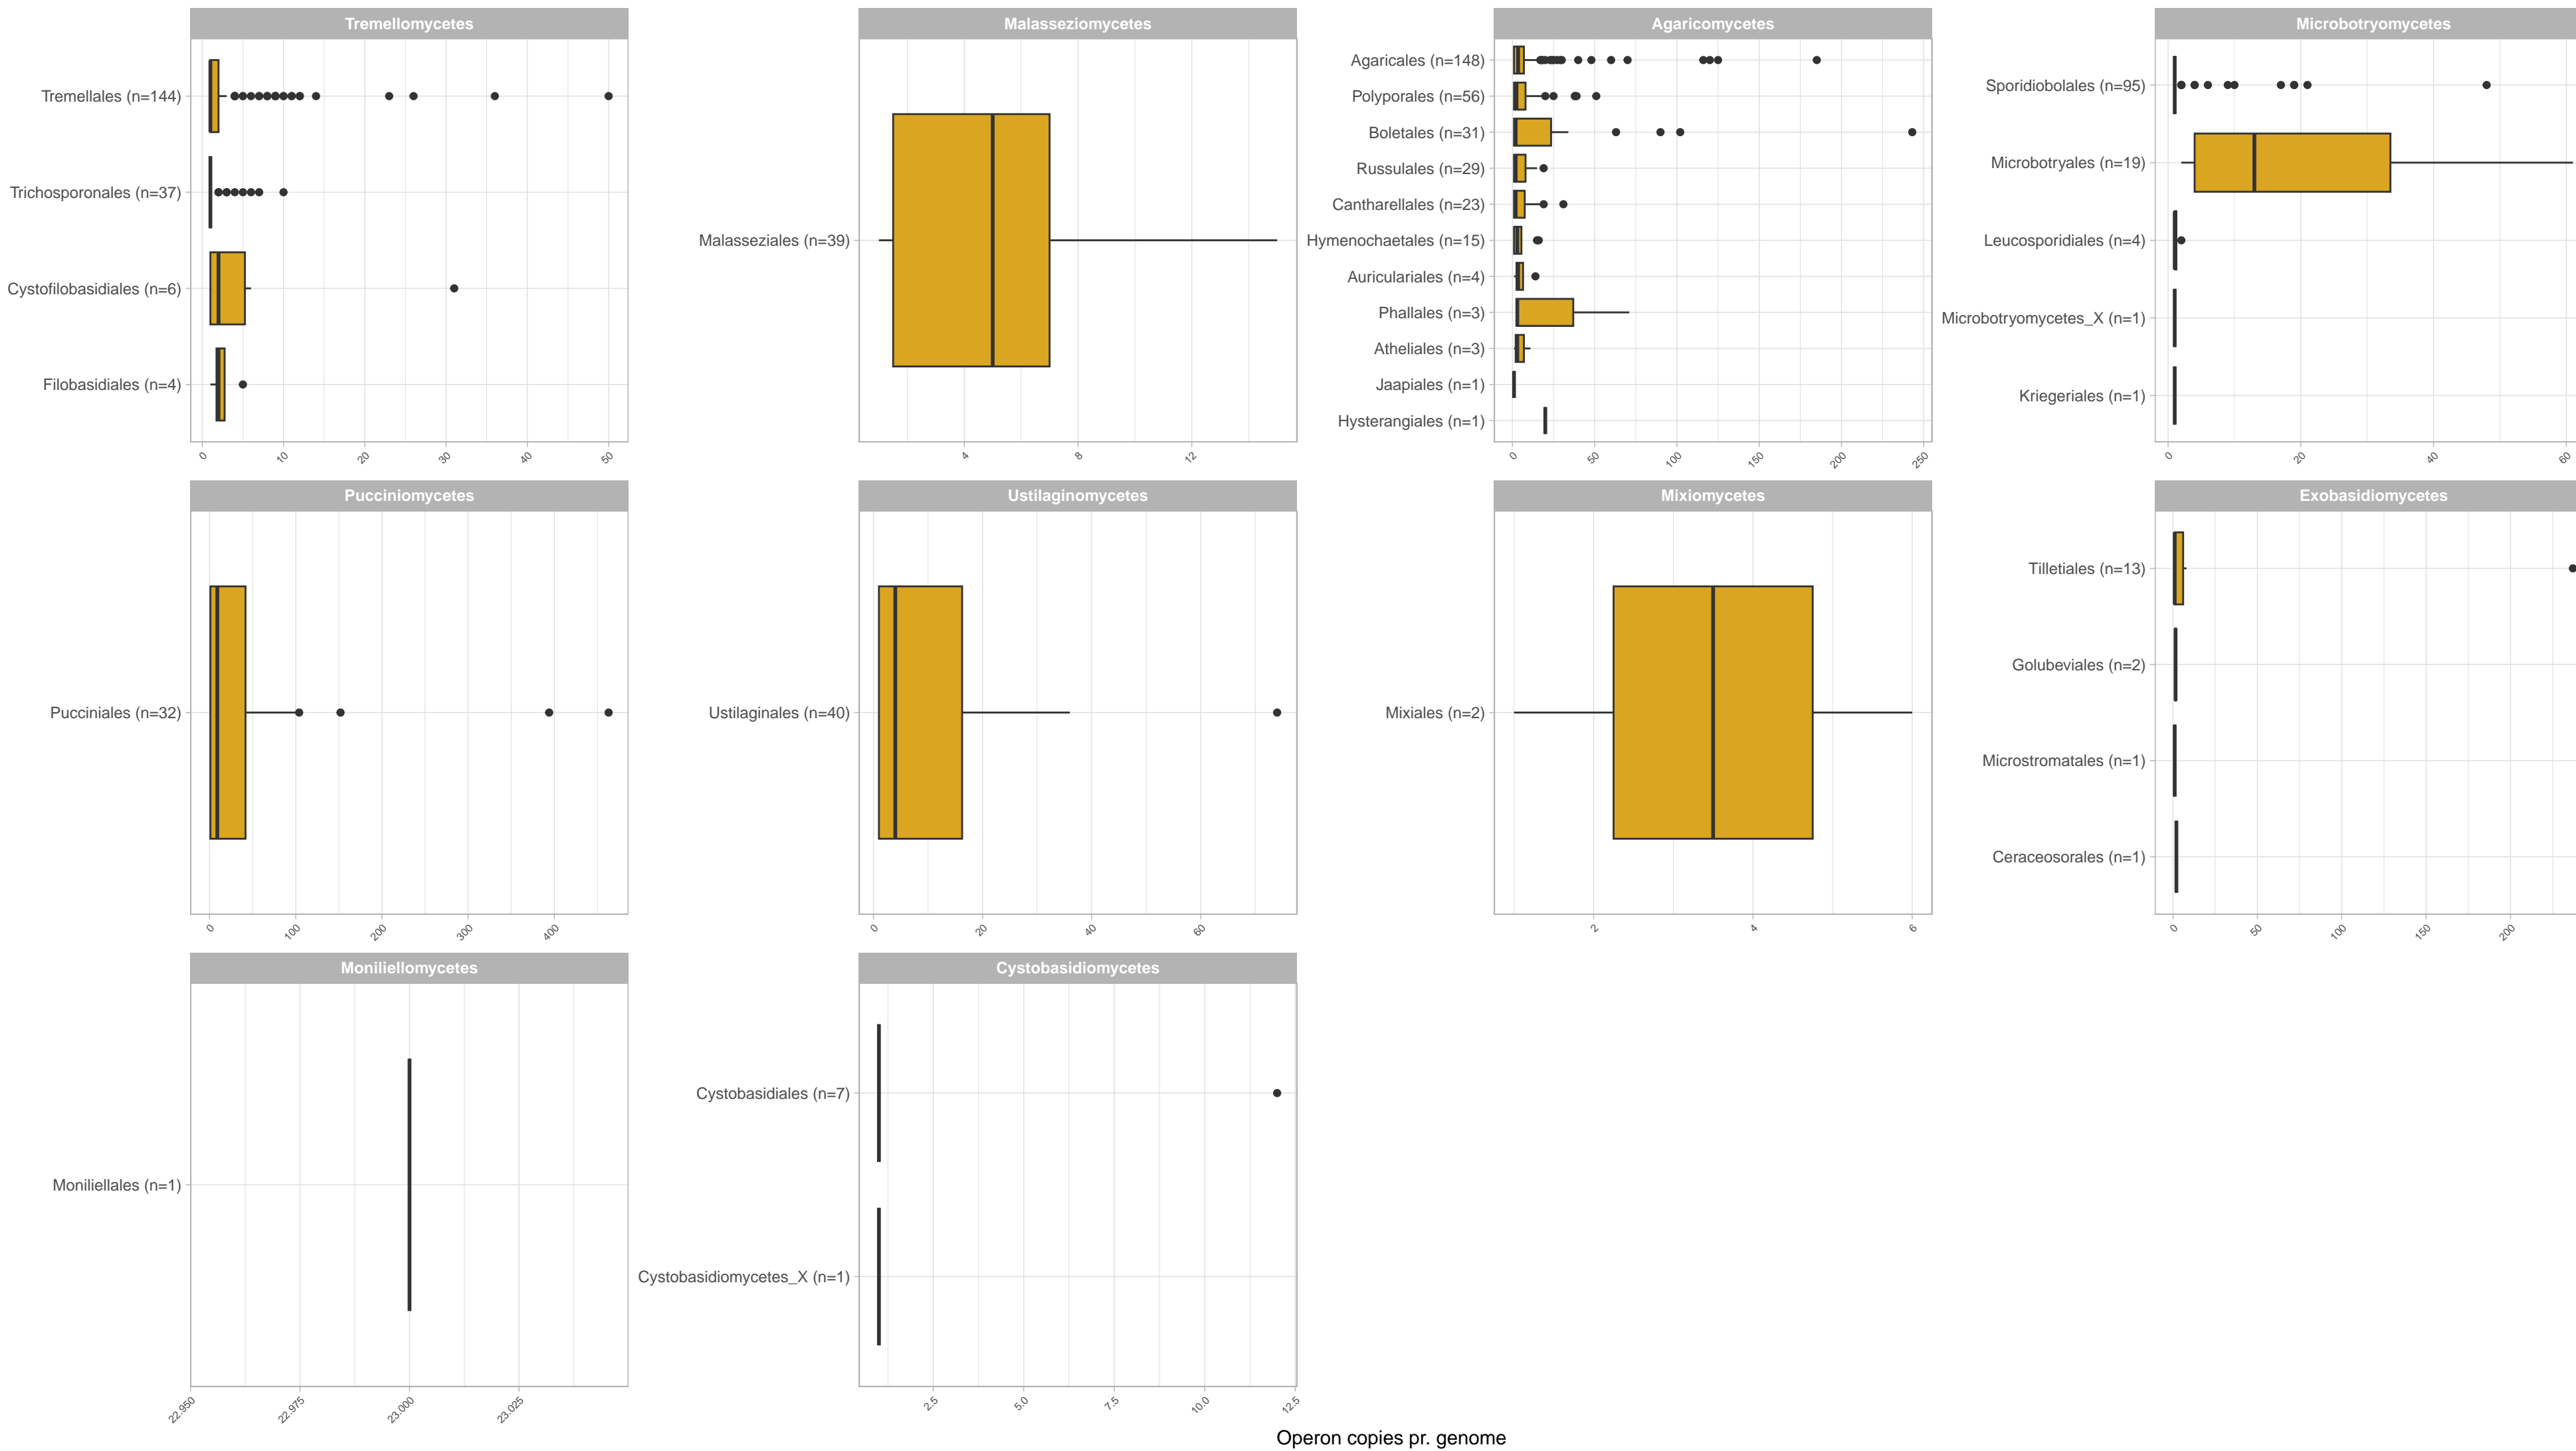 Tremellomycetes
Tremellales (n=144)
Trichosporonales (n=37)
Cystofilobasidiales (n=6)
Filobasidiales (n=4)
0 10 20 30 40 50
Malasseziomycetes
Malasseziales (n=39)
4 8 12
Agaricomycetes
Agaricales (n=148)
Polyporales (n=56)
Boletales (n=31)
Russulales (n=29)
Cantharellales (n=23)
Hymenochaetales (n=15)
Auriculariales (n=4)
Phallales (n=3)
Atheliales (n=3)
Jaapiales (n=1)
Hysterangiales (n=1)
0 50 100 150 200 250
Microbotryomycetes
Sporidiobolales (n=95)
Microbotryales (n=19)
Leucosporidiales (n=4)
Microbotryomycetes_X (n=1)
Kriegeriales (n=1)
0 20 40 60
Pucciniomycetes
Pucciniales (n=32)
0 100 200 300 400
Ustilaginomycetes
Ustilaginales (n=40)
0 20 40 60
Mixiomycetes
Mixiales (n=2)
2 4 6
Exobasidiomycetes
Tilletiales (n=13)
Golubeviales (n=2)
Microstromatales (n=1)
Ceraceosorales (n=1)
0 50 100 150 200
Moniliellomycetes
Moniliellales (n=1)
22.950 22.975 23.000 23.025
Cystobasidiomycetes
Cystobasidiales (n=7)
Cystobasidiomycetes_X (n=1)
2.5 5.0 7.5 10.0 12.5
Operon copies pr. genome